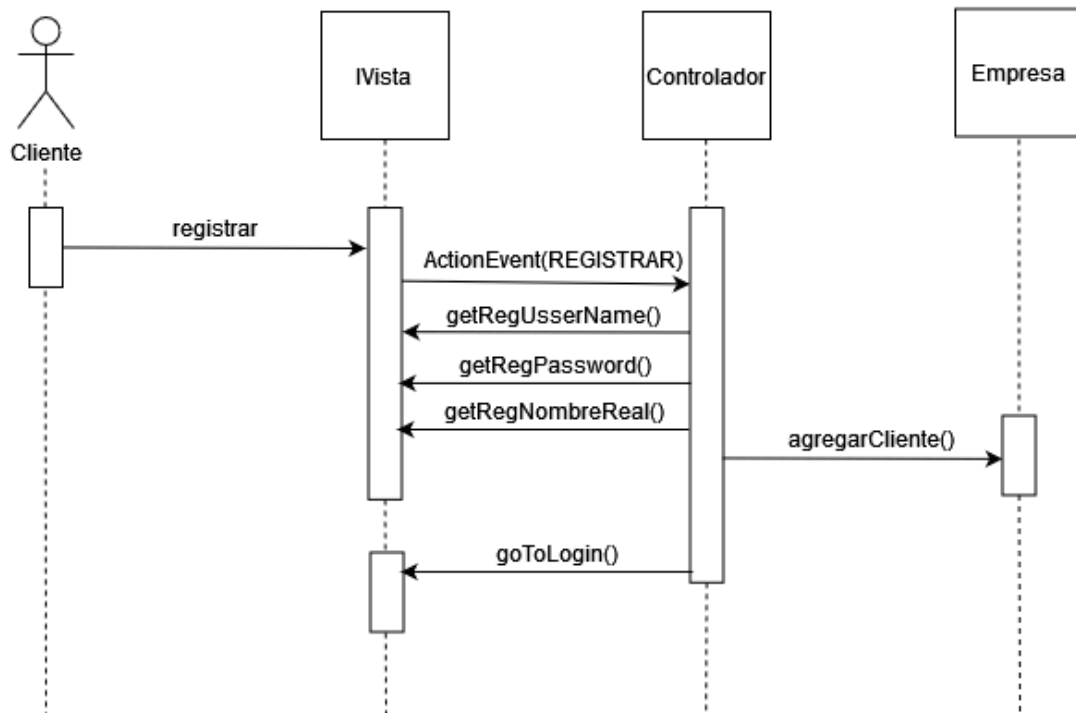 Cliente
IVista
Controlador
Empresa
registrar
ActionEvent(REGISTRAR)
getRegUsserName()
getRegPassword()
getRegNombreReal()
agregarCliente()
goToLogin()